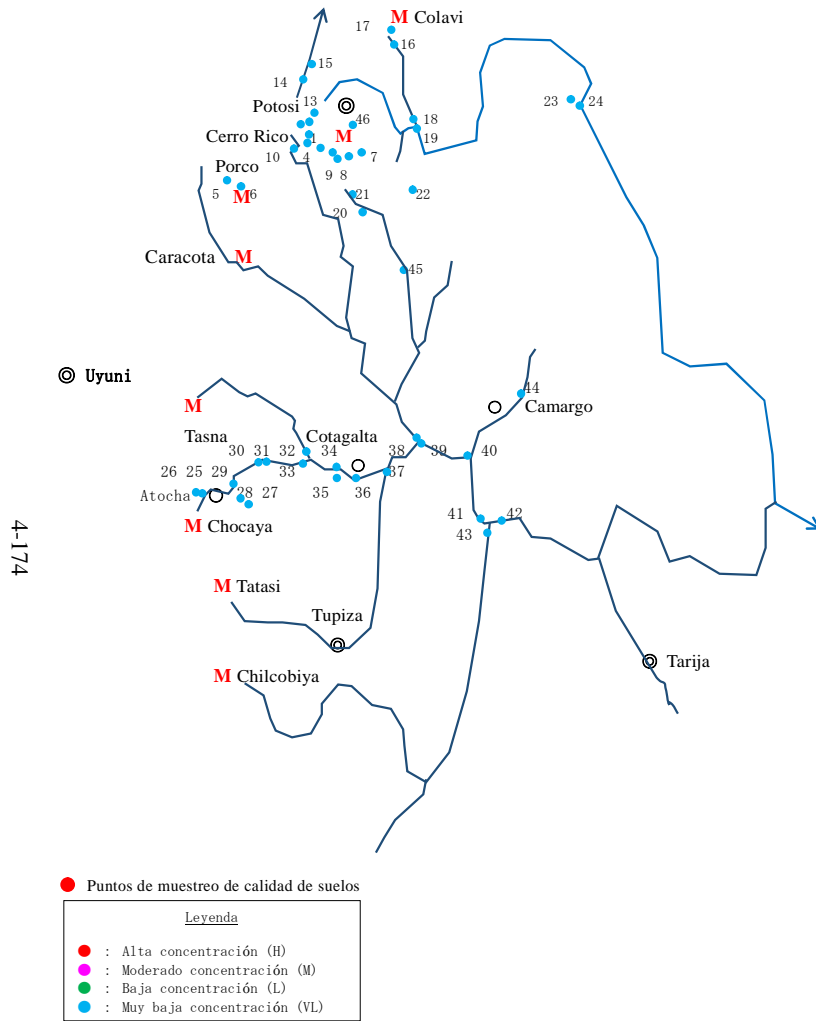 17
M Colavi
16
15
14
23
24
13
Potosi
18
46
19
Cerro Rico
1
M
10
4
7
Porco
9 8
5
6
M
21
22
20
Caracota
M
45
Uyuni
44
M
Camargo
Tasna
Cotagalta
38
30
31
32
34
39
40
33
37
26
25
29
35
36
28
27
Atocha
41
42
M Chocaya
43
4-174
M Tatasi
Tupiza
Tarija
M Chilcobiya
Puntos de muestreo de calidad de suelos
Leyenda
: Alta concentración (H)
: Moderado concentración (M)
: Baja concentración (L)
: Muy baja concentración (VL)